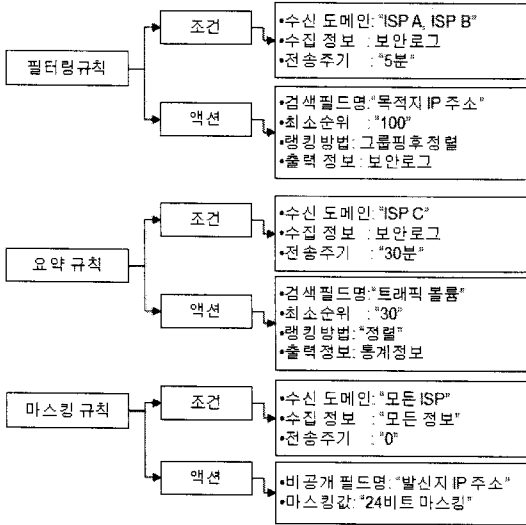 필터링규칙
조건
•수신 도메인: "ISP A, ISP B"
•수집 정보 : 보안로그
•전송주기 : "5분"
액션
•검색필드명:"목적지 IP 주소"
•최소순위 : "100"
•랭킹방법: 그룹핑후 정렬
•출력 정보: 보안로그
요약 규칙
조건
•수신 도메인: "ISP C"
•수집 정보 : 보안로그
•전송주기 : "30분"
액션
•검색필드명:"트래픽 볼륨"
•최소순위 : "30"
•랭킹방법: "정렬"
•출력정보: 통계정보
마스킹 규칙
조건
•수신 도메인: "모든 ISP"
•수집 정보 : "모든 정보"
•전송주기 : "0"
액션
•비공개 필드명: "발신지 IP 주소"
•마스킹값: "24비트 마스킹"